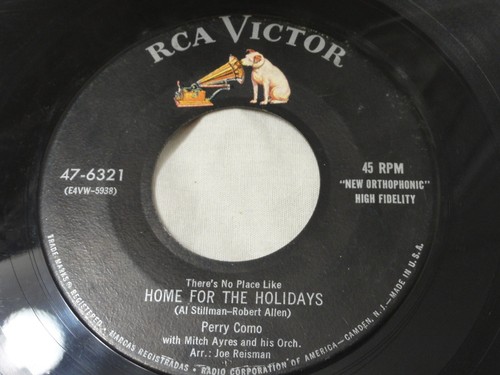 RCA VICTOR
47-6321
(E4VW-5938)
45 RPM
"NEW ORTHOPHONIC"
HIGH FIDELITY
There's No Place Like
HOME FOR THE HOLIDAYS
(Al Stillman-Robert Allen)
Perry Como
with Mitch Ayres and his Orch.
Arr.: Joe Reisman
TRADE MARKS ® REGISTERED. • MARCAS REGISTRADAS • RADIO CORPORATION OF AMERICA—CAMDEN, N.J.—MADE IN U.S.A.